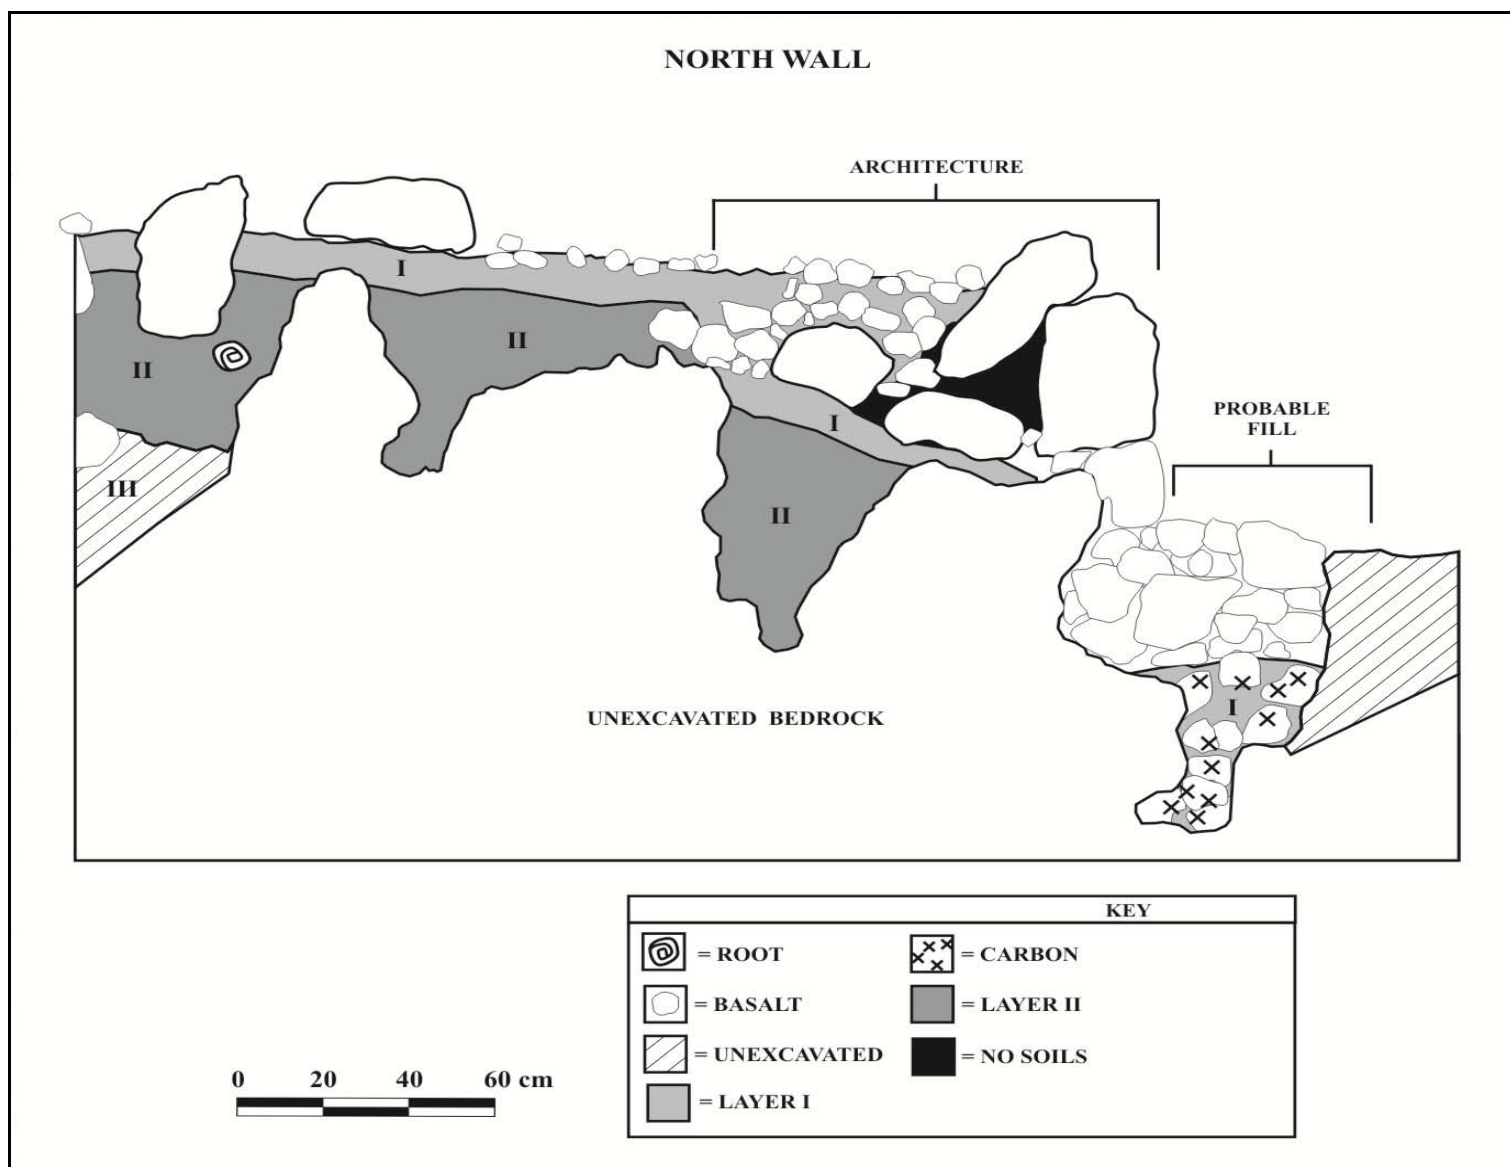 NORTH WALL
ARCHITECTURE
I
II
II
I
PROBABLE
FILL
III
II
I
UNEXCAVATED BEDROCK
KEY
= ROOT
= CARBON
= BASALT
= LAYER II
= UNEXCAVATED
= NO SOILS
= LAYER I
0 20 40 60 cm